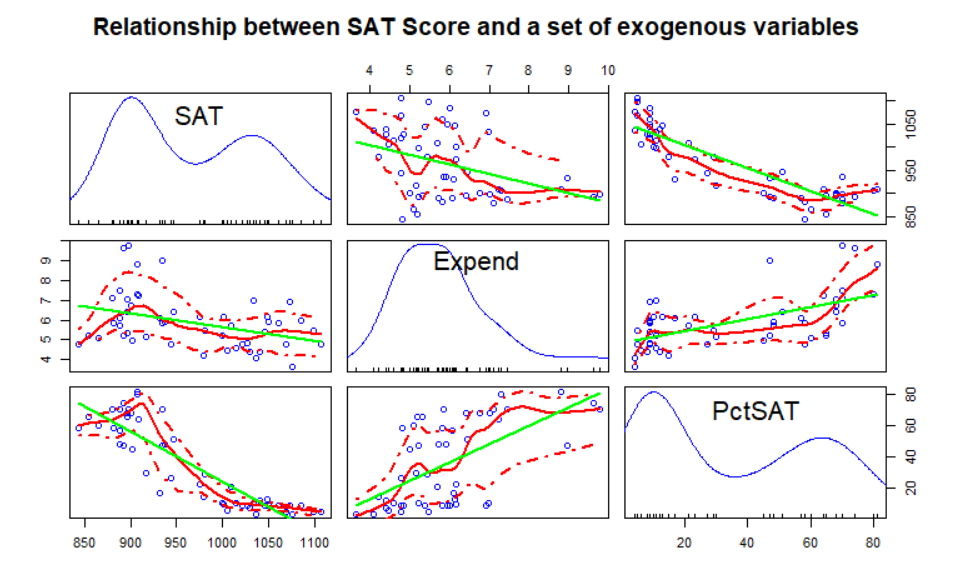 Relationship between SAT Score and a set of exogenous variables
4 5 6 7 8 9 10
SAT
1050
950
850
Expend
9
8
7
6
5
4
PctSAT
80
60
40
20
850 900 950 1000 1050 1100
20 40 60 80